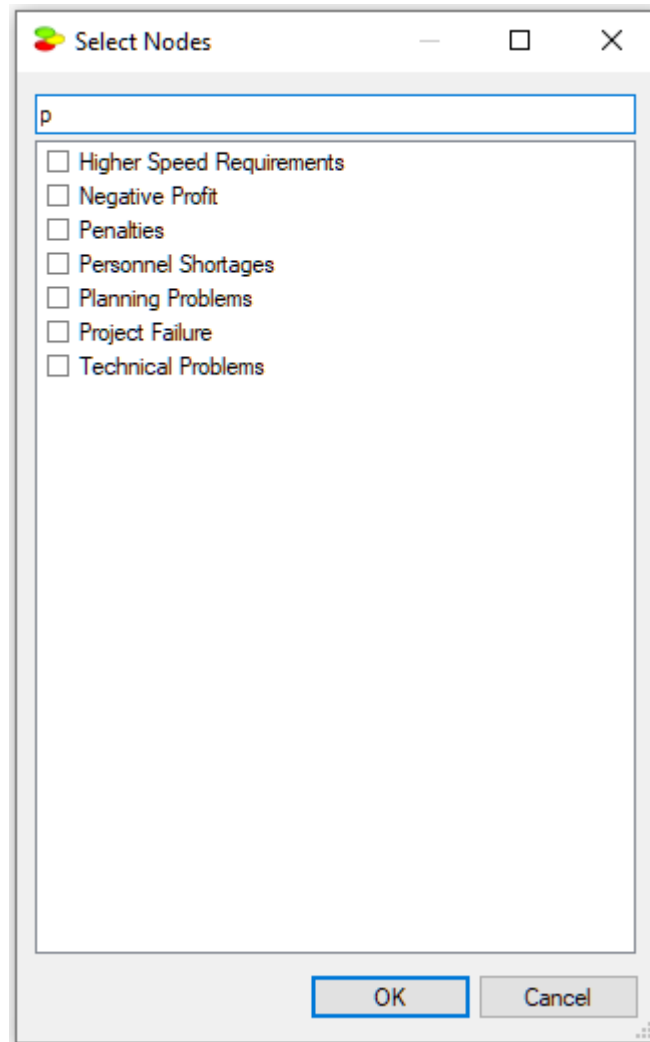 Select Nodes
p
Higher Speed Requirements
Negative Profit
Penalties
Personnel Shortages
Planning Problems
Project Failure
Technical Problems
OK Cancel